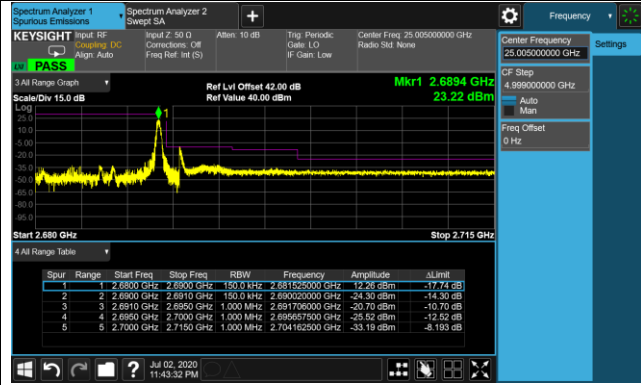 Spectrum Analyzer 1
Spurious Emissions
Spectrum Analyzer 2
Swept SA
Frequency
KEYSIGHT
Input: RF
Coupling: DC
Align: Auto
Input Z: 50 Ω
Corrections: Off
Freq Ref: Int (S)
Atten: 10 dB
Trig: Periodic
Gate: LO
IF Gain: Low
Center Freq: 25.005000000 GHz
Radio Std: None
PASS
Center Frequency
25.005000000 GHz
Settings
CF Step
4.999000000 GHz
Auto
Man
Freq Offset
0 Hz
3 All Range Graph
Ref Lvl Offset 42.00 dB
Mkr1 2.6894 GHz
Scale/Div 15.0 dB
Ref Value 40.00 dBm
23.22 dBm
Log
25.0
10.0
-5.00
-20.0
-35.0
-50.0
-65.0
-80.0
-95.0
1
Start 2.680 GHz
Stop 2.715 GHz
4 All Range Table
Spur Range Start Freq Stop Freq RBW Frequency Amplitude ΔLimit
1 1 2.6800 GHz 2.6900 GHz 150.0 kHz 2.681525000 GHz 12.26 dBm -17.74 dB
2 2 2.6900 GHz 2.6910 GHz 150.0 kHz 2.690020000 GHz -24.30 dBm -14.30 dB
3 3 2.6910 GHz 2.6950 GHz 1.000 MHz 2.691706000 GHz -20.70 dBm -10.70 dB
4 4 2.6950 GHz 2.7000 GHz 1.000 MHz 2.695657500 GHz -25.52 dBm -12.52 dB
5 5 2.7000 GHz 2.7150 GHz 1.000 MHz 2.704162500 GHz -33.19 dBm -8.193 dB
Jul 02, 2020
11:43:32 PM